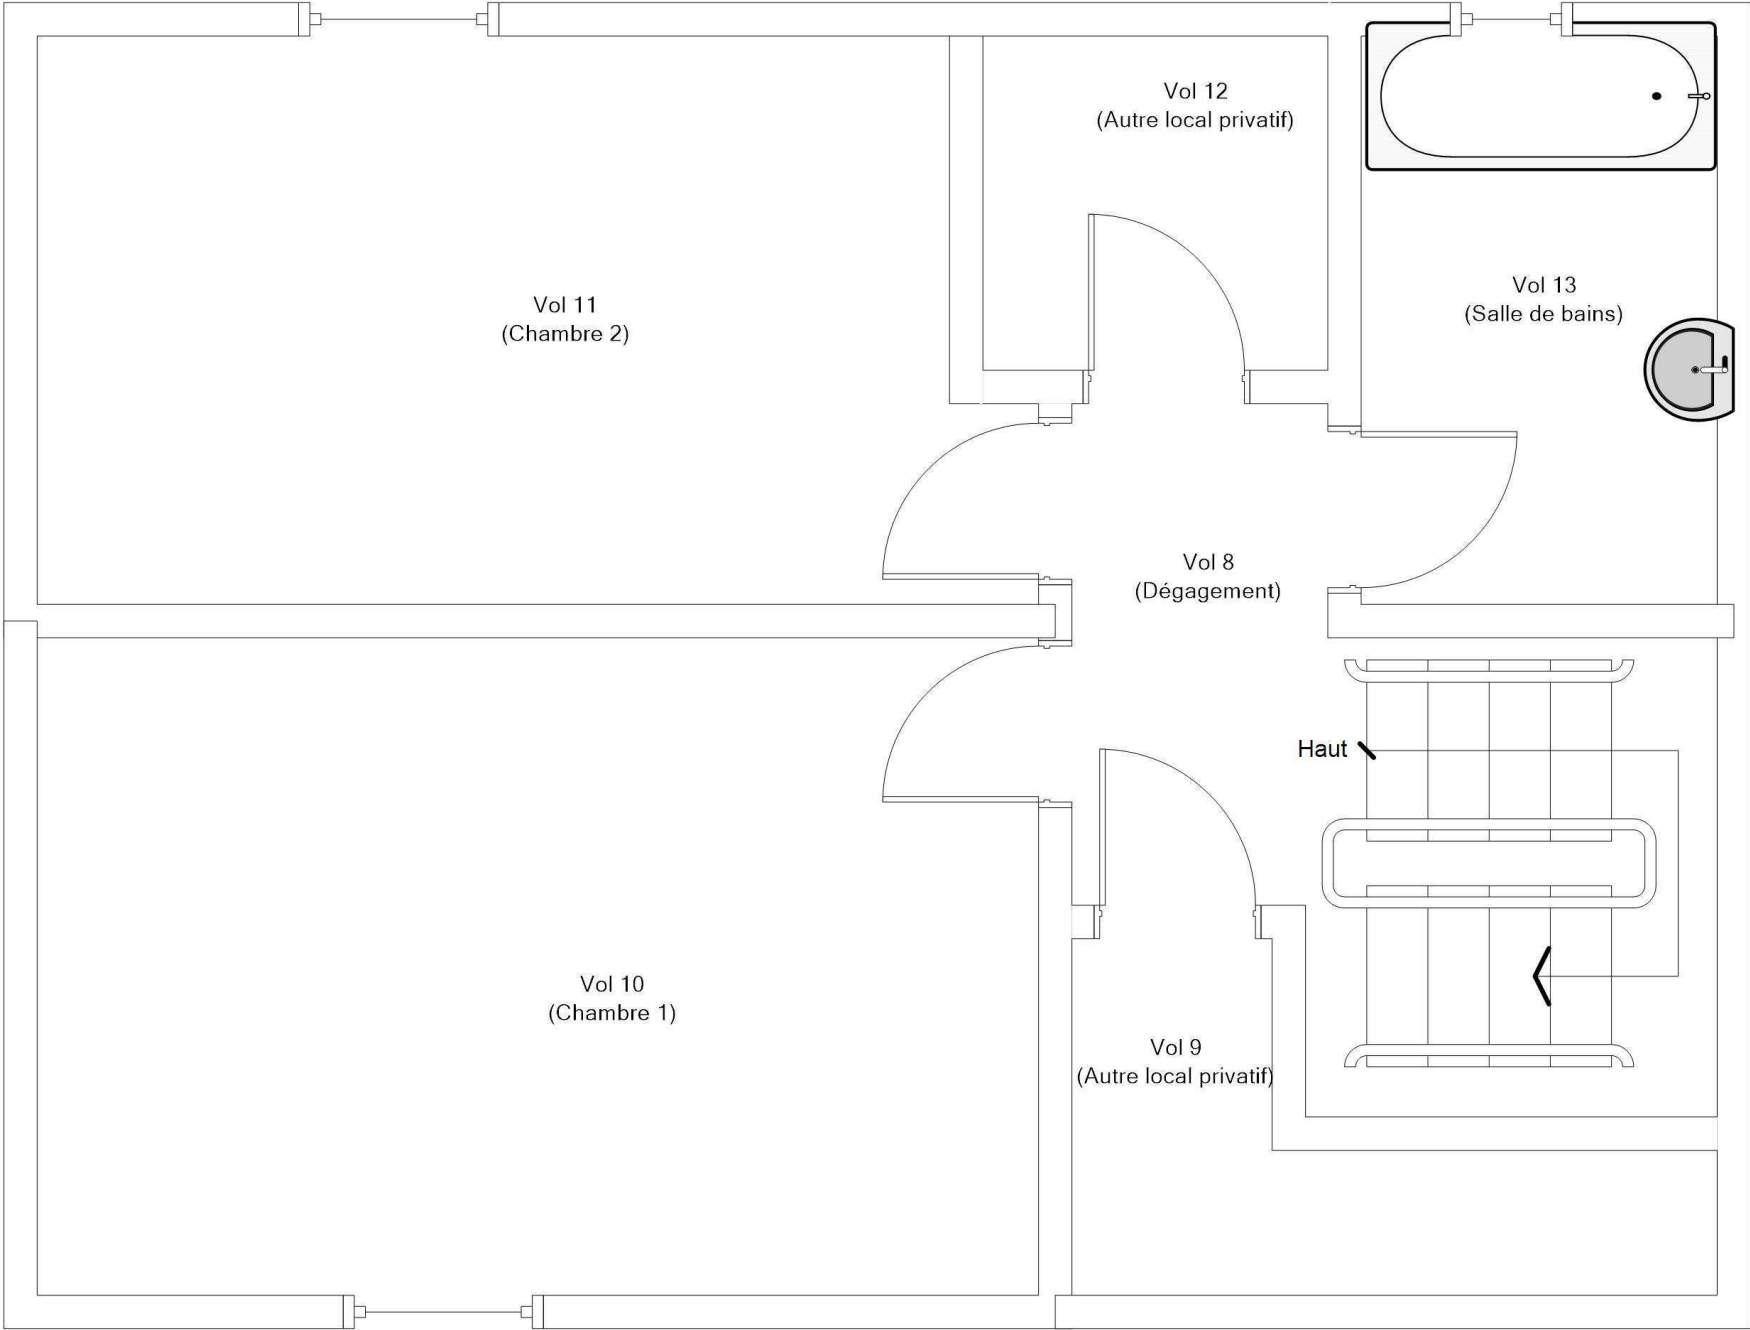 Vol 12
(Autre local privatif)
Vol 11
(Chambre 2)
Vol 13
(Salle de bains)
Vol 8
(Dégagement)
Haut
Vol 10
(Chambre 1)
Vol 9
(Autre local privatif)